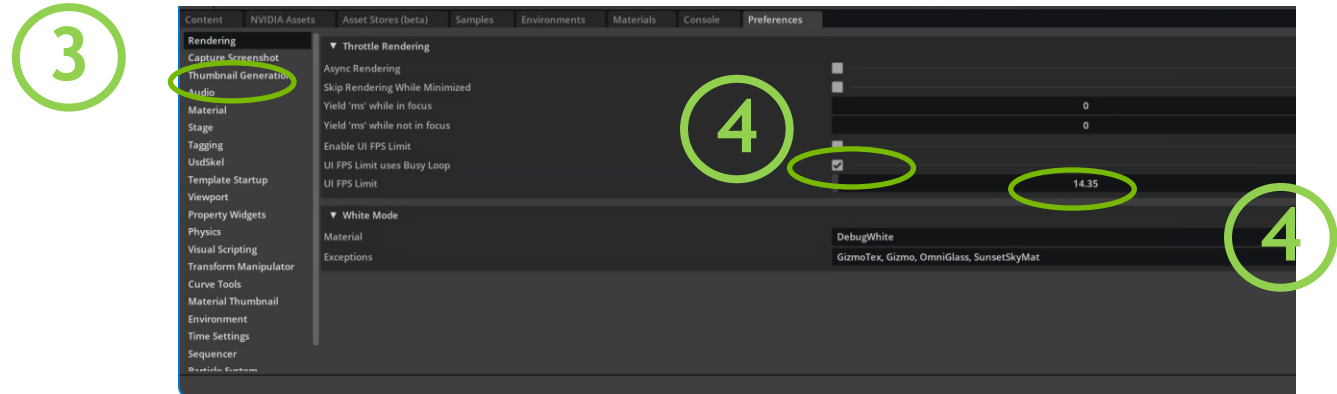 3
Content NVIDIA Assets Asset Stores (beta) Samples Environments Materials Console Preferences
Rendering
Capture Screenshot
Thumbnail Generation
Audio
Material
Stage
Tagging
UsdSkel
Template Startup
Viewport
Property Widgets
Physics
Visual Scripting
Transform Manipulator
Curve Tools
Material Thumbnail
Environment
Time Settings
Sequencer
Particle System
▼ Throttle Rendering
Async Rendering
Skip Rendering While Minimized
Yield 'ms' while in focus 0
Yield 'ms' while not in focus 0
Enable UI FPS Limit
UI FPS Limit uses Busy Loop
UI FPS Limit 14.35
4
▼ White Mode
Material DebugWhite
Exceptions GizmoTex, Gizmo, OmniGlass, SunsetSkyMat
4